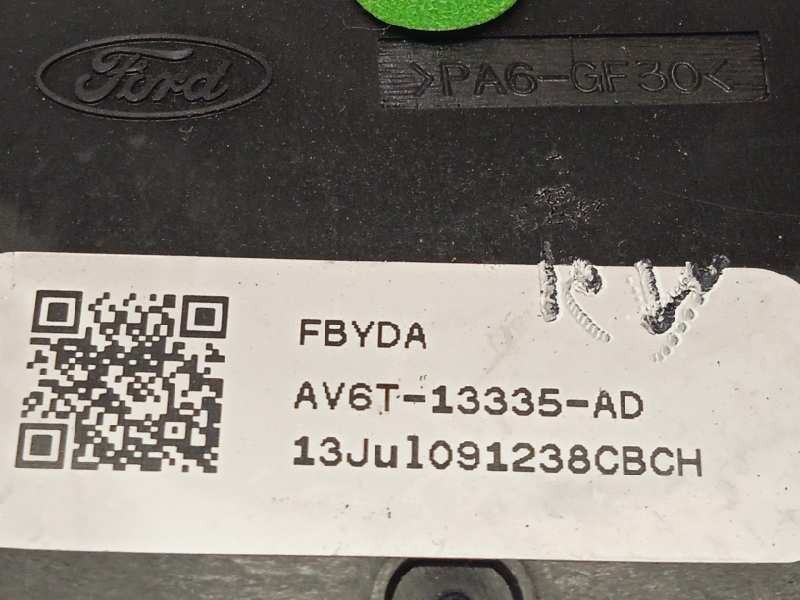 Ford
>PA6-GF30<
FBYDA
AV6T-13335-AD
13Jul091238CBCH